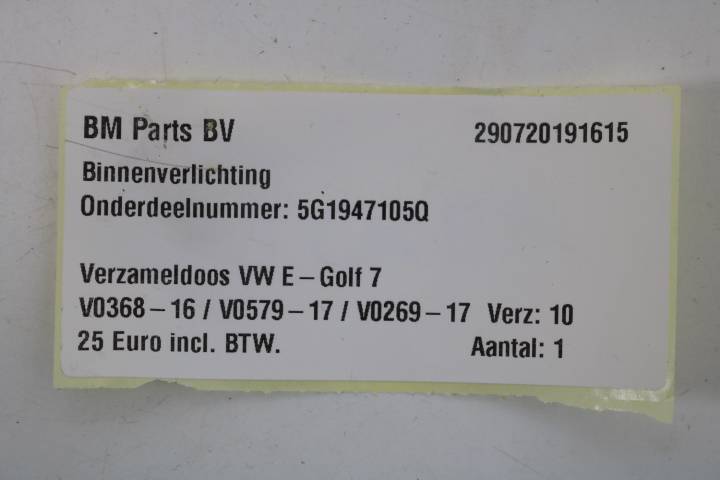 BM Parts BV 290720191615
Binnenverlichting
Onderdeelnummer: 5G1947105Q
Verzameldoos VW E-Golf 7
V0368-16 / V0579-17 / V0269-17 Verz: 10
25 Euro incl. BTW. Aantal: 1